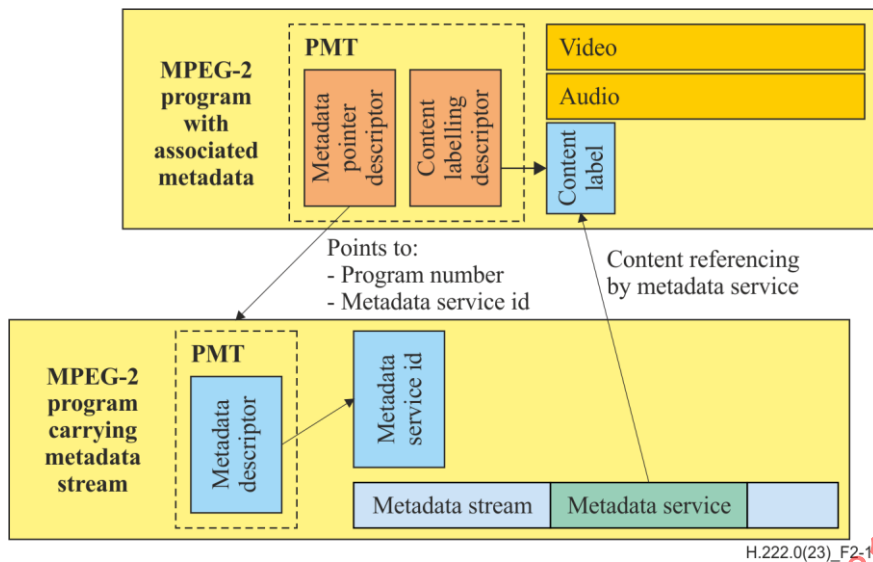 MPEG-2
program
with
associated
metadata
PMT
Metadata
pointer
descriptor
Content
labelling
descriptor
Video
Audio
Content
label
Points to:
- Program number
- Metadata service id
Content referencing
by metadata service
MPEG-2
program
carrying
metadata
stream
PMT
Metadata
descriptor
Metadata
service id
Metadata stream
Metadata service
H.222.0(23)_F2-1